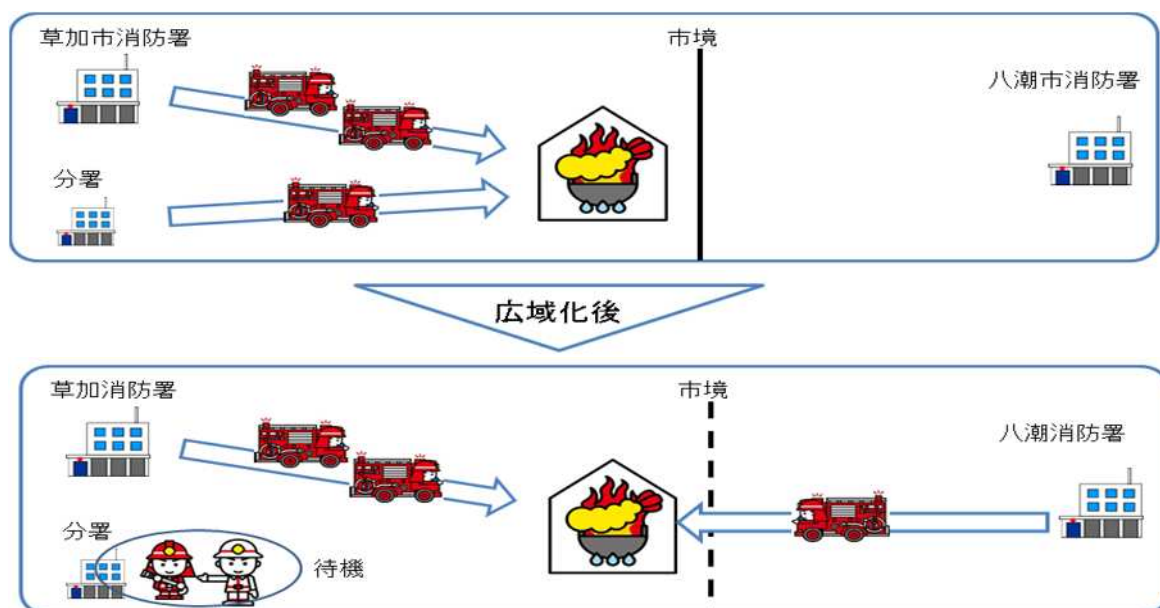 草加市消防署
市境
八潮市消防署
分署
広域化後
草加消防署
市境
八潮消防署
分署
待機